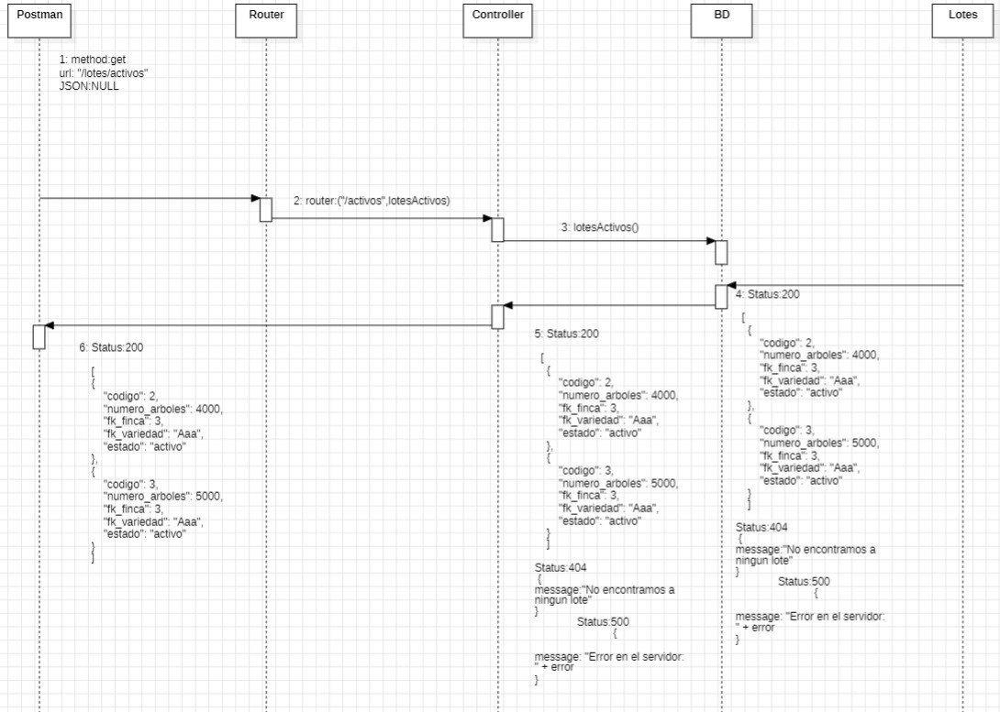 Postman
Router
Controller
BD
Lotes
1: method:get
url: "/lotes/activos"
JSON:NULL
2: router:("/activos",lotesActivos)
3: lotesActivos()
4: Status:200
[
{
"codigo": 2,
"numero_arboles": 4000,
"fk_finca": 3,
"fk_variedad": "Aaa",
"estado": "activo"
},
{
"codigo": 3,
"numero_arboles": 5000,
"fk_finca": 3,
"fk_variedad": "Aaa",
"estado": "activo"
}
]
Status:404
{
message:"No encontramos a
ningun lote"
}
Status:500
{
message: "Error en el servidor:
" + error
}
5: Status:200
[
{
"codigo": 2,
"numero_arboles": 4000,
"fk_finca": 3,
"fk_variedad": "Aaa",
"estado": "activo"
},
{
"codigo": 3,
"numero_arboles": 5000,
"fk_finca": 3,
"fk_variedad": "Aaa",
"estado": "activo"
}
]
Status:404
{
message:"No encontramos a
ningun lote"
}
Status:500
{
message: "Error en el servidor:
" + error
}
6: Status:200
[
{
"codigo": 2,
"numero_arboles": 4000,
"fk_finca": 3,
"fk_variedad": "Aaa",
"estado": "activo"
},
{
"codigo": 3,
"numero_arboles": 5000,
"fk_finca": 3,
"fk_variedad": "Aaa",
"estado": "activo"
}
]